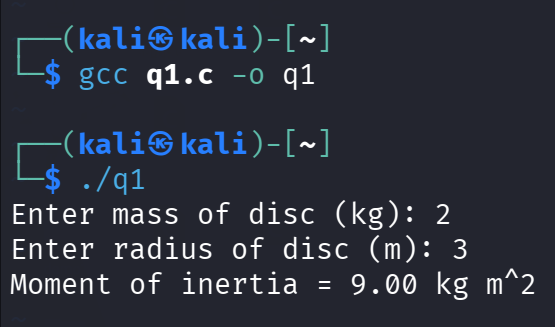 ┌──(kali㉿kali)-[~]
└─$ gcc q1.c -o q1
┌──(kali㉿kali)-[~]
└─$ ./q1
Enter mass of disc (kg): 2
Enter radius of disc (m): 3
Moment of inertia = 9.00 kg m^2